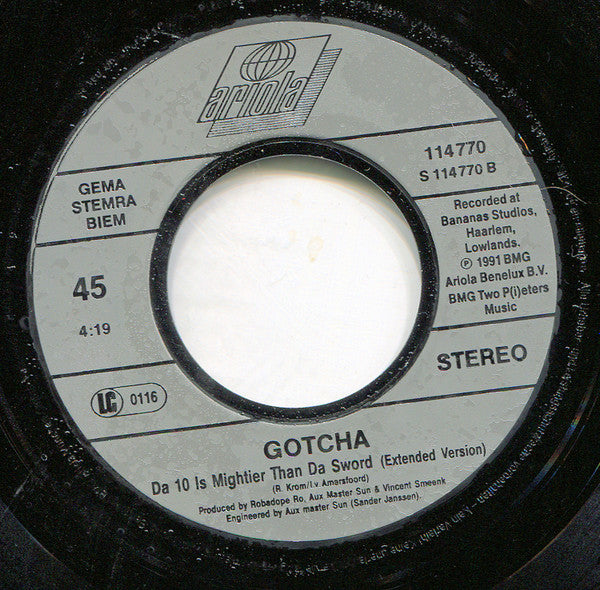 ariola
114770
S 114770 B
GEMA
STEMRA
BIEM
Recorded at
Bananas Studios,
Haarlem,
Lowlands.
℗ 1991 BMG
Ariola Benelux B.V.
BMG Two P(i)eters
Music
45
4:19
STEREO
LC 0116
GOTCHA
Da 10 Is Mightier Than Da Sword (Extended Version)
(R. Krom/I.v. Amersfoord)
Produced by Robadope Ro, Aux Master Sun & Vincent Smeenk
Engineered by Aux master Sun (Sander Janssen).